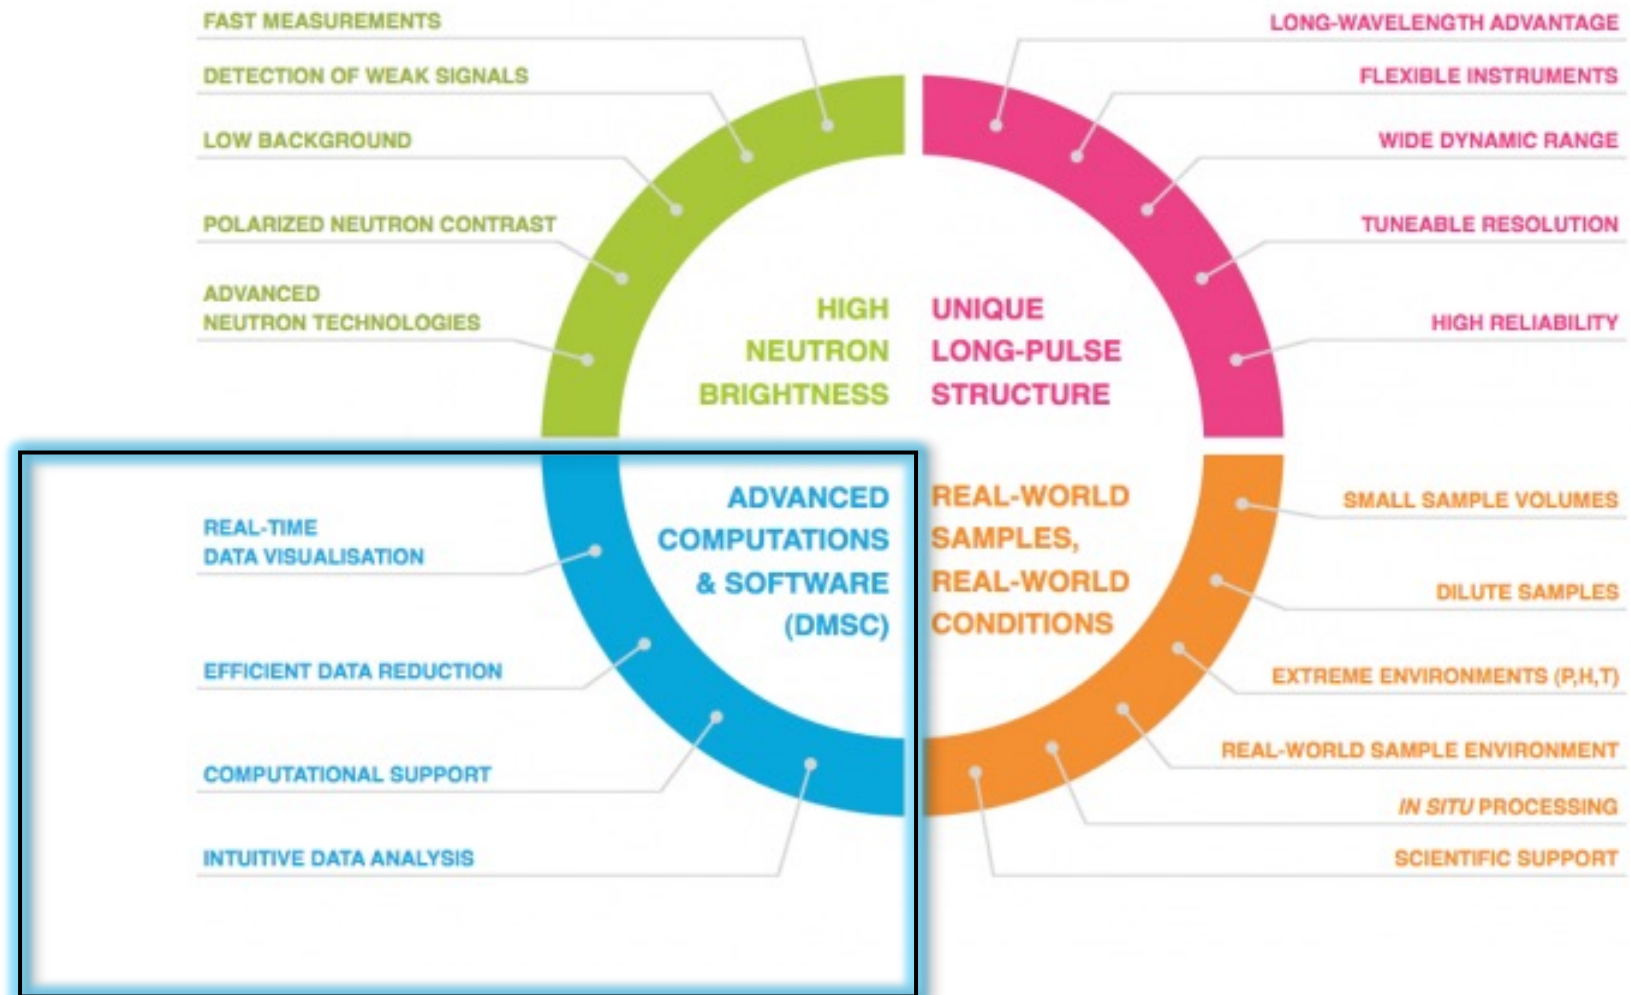 FAST MEASUREMENTS
DETECTION OF WEAK SIGNALS
LOW BACKGROUND
POLARIZED NEUTRON CONTRAST
ADVANCED
NEUTRON TECHNOLOGIES
LONG-WAVELENGTH ADVANTAGE
FLEXIBLE INSTRUMENTS
WIDE DYNAMIC RANGE
TUNEABLE RESOLUTION
HIGH RELIABILITY
HIGH
NEUTRON
BRIGHTNESS
UNIQUE
LONG-PULSE
STRUCTURE
ADVANCED
COMPUTATIONS
& SOFTWARE
(DMSC)
REAL-WORLD
SAMPLES,
REAL-WORLD
CONDITIONS
REAL-TIME
DATA VISUALISATION
EFFICIENT DATA REDUCTION
COMPUTATIONAL SUPPORT
INTUITIVE DATA ANALYSIS
SMALL SAMPLE VOLUMES
DILUTE SAMPLES
EXTREME ENVIRONMENTS (P,H,T)
REAL-WORLD SAMPLE ENVIRONMENT
IN SITU PROCESSING
SCIENTIFIC SUPPORT